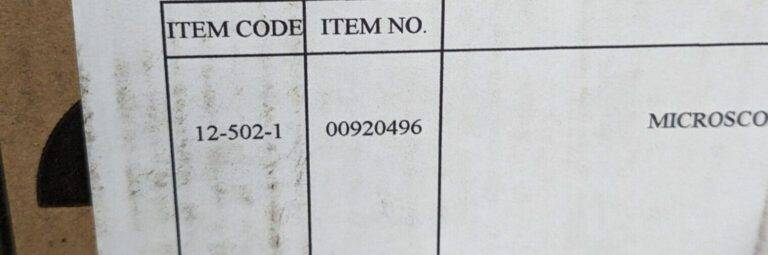 ITEM CODE ITEM NO.
12-502-1 00920496 MICROSCO